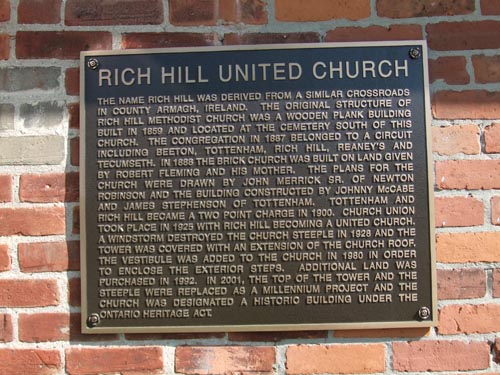 RICH HILL UNITED CHURCH
THE NAME RICH HILL WAS DERIVED FROM A SIMILAR CROSSROADS
IN COUNTY ARMAGH, IRELAND. THE ORIGINAL STRUCTURE OF
RICH HILL METHODIST CHURCH WAS A WOODEN PLANK BUILDING
BUILT IN 1859 AND LOCATED AT THE CEMETERY SOUTH OF THIS
CHURCH. THE CONGREGATION IN 1887 BELONGED TO A CIRCUIT
INCLUDING BEETON, TOTTENHAM, RICH HILL, REANEY'S AND
TECUMSETH. IN 1888 THE BRICK CHURCH WAS BUILT ON LAND GIVEN
BY ROBERT FLEMING AND HIS MOTHER. THE PLANS FOR THE
CHURCH WERE DRAWN BY JOHN MERRICK SR. OF NEWTON
ROBINSON AND THE BUILDING CONSTRUCTED BY JOHNNY McCABE
AND JAMES STEPHENSON OF TOTTENHAM. TOTTENHAM AND
RICH HILL BECAME A TWO POINT CHARGE IN 1900. CHURCH UNION
TOOK PLACE IN 1925 WITH RICH HILL BECOMING A UNITED CHURCH.
A WINDSTORM DESTROYED THE CHURCH STEEPLE IN 1928 AND THE
TOWER WAS COVERED WITH AN EXTENSION OF THE CHURCH ROOF.
THE VESTIBULE WAS ADDED TO THE CHURCH IN 1980 IN ORDER
TO ENCLOSE THE EXTERIOR STEPS. ADDITIONAL LAND WAS
PURCHASED IN 1992. IN 2001, THE TOP OF THE TOWER AND THE
STEEPLE WERE REPLACED AS A MILLENNIUM PROJECT AND THE
CHURCH WAS DESIGNATED A HISTORIC BUILDING UNDER THE
ONTARIO HERITAGE ACT.